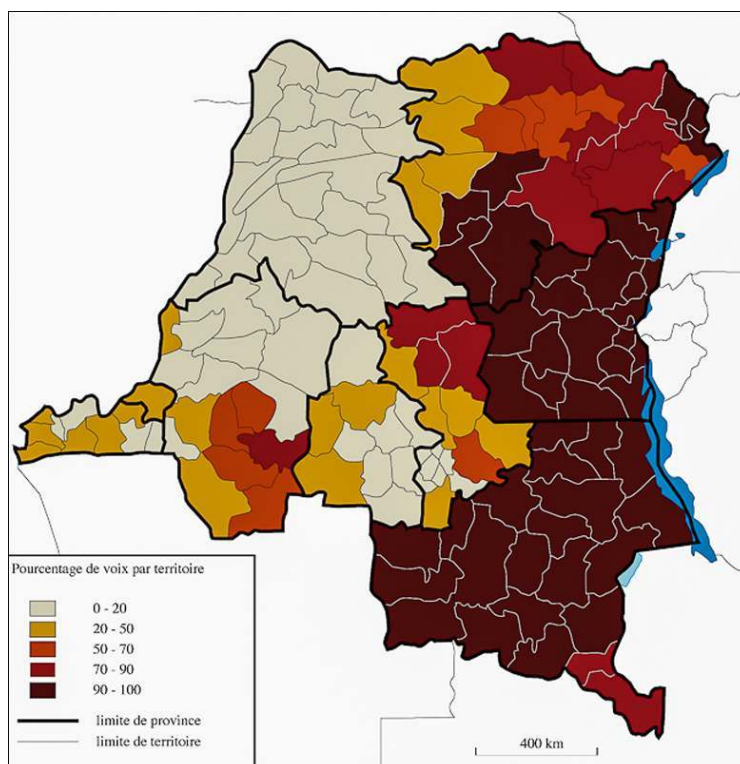 Pourcentage de voix par territoire
0 - 20
20 - 50
50 - 70
70 - 90
90 - 100
limite de province
limite de territoire
400 km